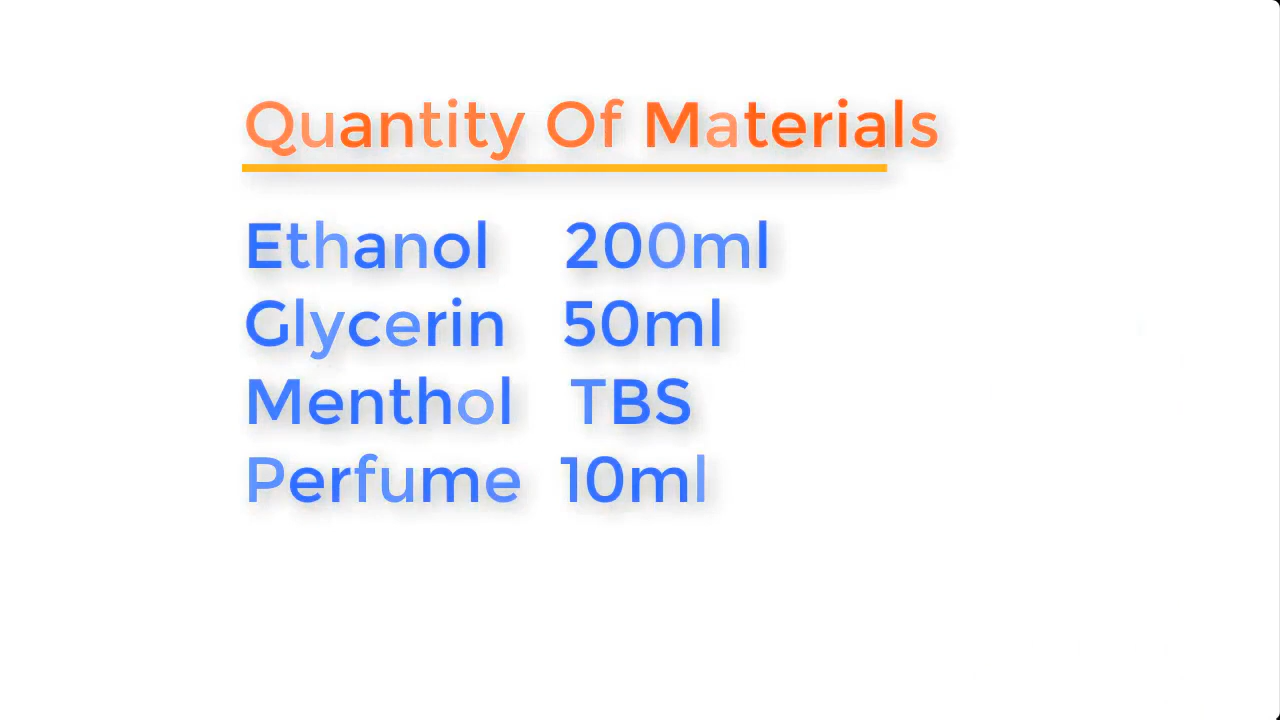 Quantity Of Materials
Ethanol 200ml
Glycerin 50ml
Menthol TBS
Perfume 10ml